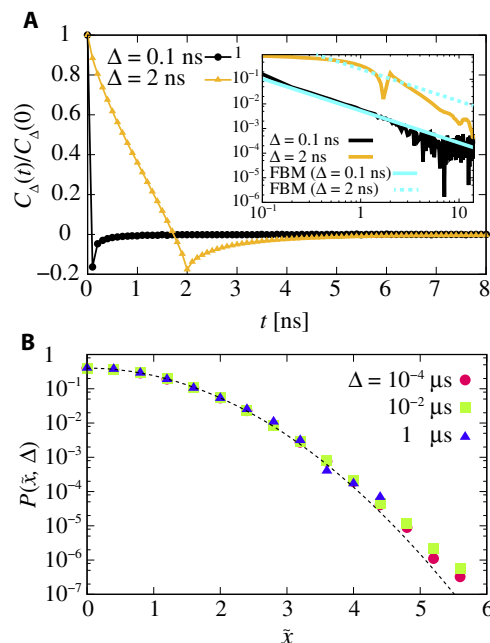 A
C_Δ(t)/C_Δ(0)
1
0.8
0.6
0.4
0.2
0
−0.2
Δ = 0.1 ns
Δ = 2 ns
1
10⁻¹
10⁻²
10⁻³
10⁻⁴
10⁻⁵
Δ = 0.1 ns
Δ = 2 ns
FBM (Δ = 0.1 ns)
FBM (Δ = 2 ns)
10⁻¹ 1 10
0 1 2 3 4 5 6 7 8
t [ns]
B
P(x̃, Δ)
1
10⁻¹
10⁻²
10⁻³
10⁻⁴
10⁻⁵
10⁻⁶
10⁻⁷
Δ = 10⁻⁴ μs
10⁻² μs
1 μs
0 1 2 3 4 5 6
x̃